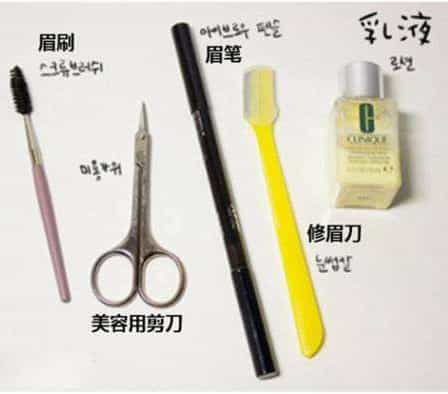 眉刷
스크류브러쉬
아이브로우 펜슬
眉笔
乳液
로션
미용가위
CLINIQUE
修眉刀
눈썹칼
美容用剪刀